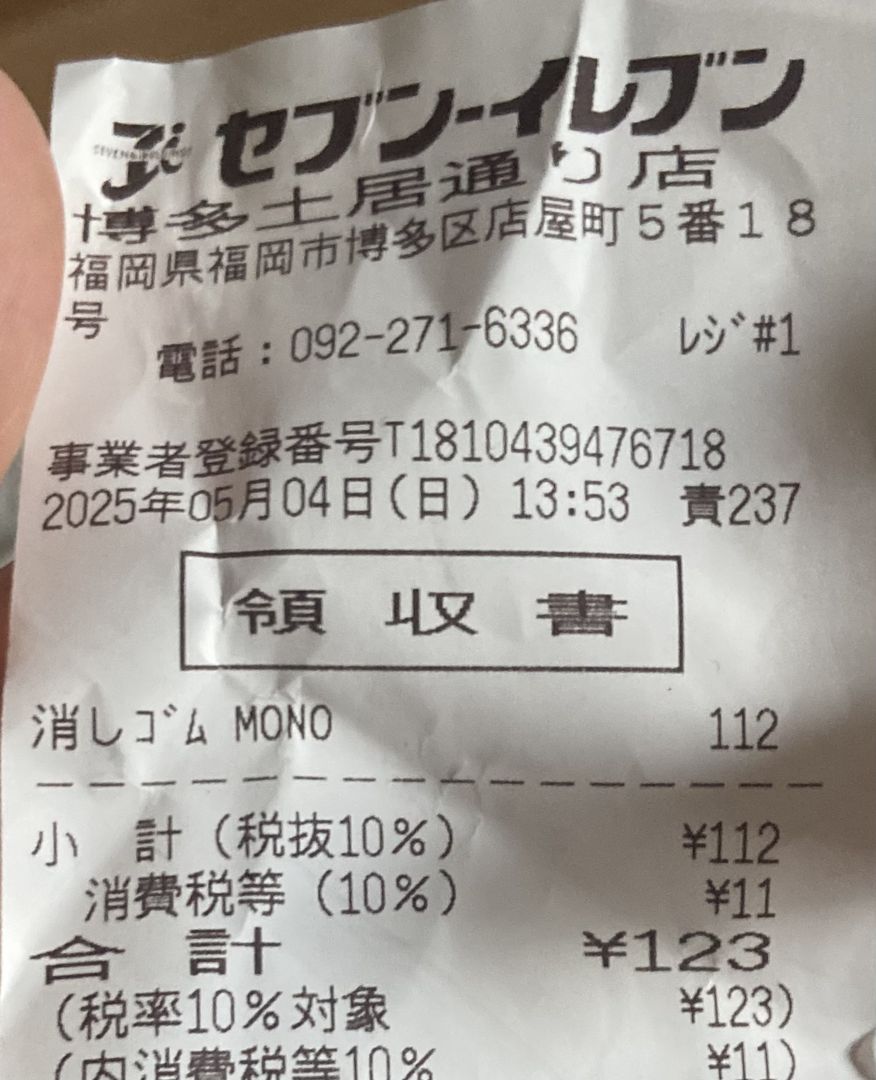 セブン-イレブン
博多土居通り店
福岡県福岡市博多区店屋町5番18
号
電話:092-271-6336 レジ#1
事業者登録番号T1810439476718
2025年05月04日(日) 13:53 責237
領収書
消しゴム MONO 112
小 計(税抜10%) ¥112
消費税等(10%) ¥11
合 計 ¥123
(税率10%対象 ¥123)
(内消費税等10% ¥11)